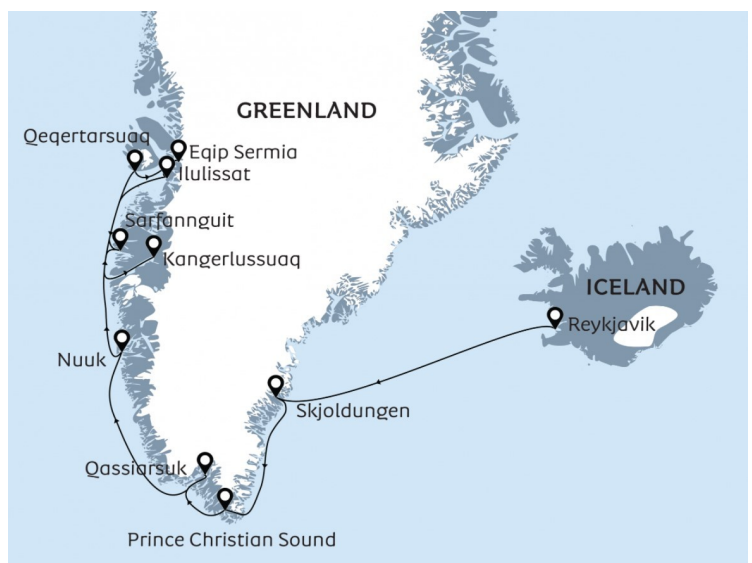 GREENLAND
Qeqertarsuaq
Eqip Sermia
Ilulissat
Sarfannguit
Kangerlussuaq
ICELAND
Reykjavik
Nuuk
Skjoldungen
Qassiarsuk
Prince Christian Sound